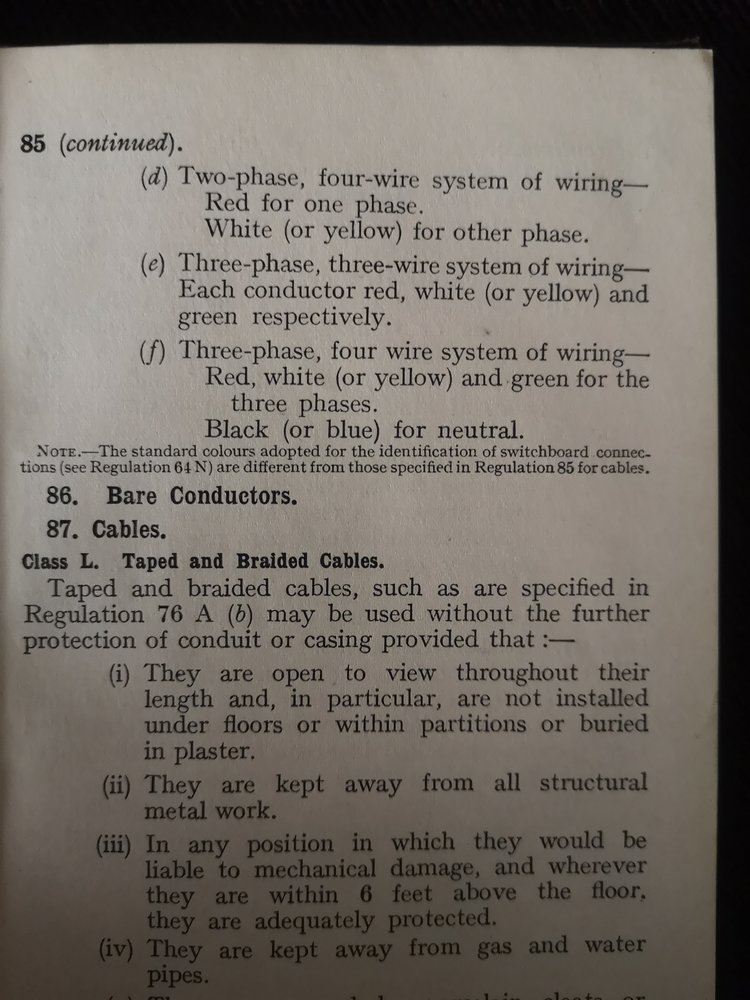 85 (continued).
(d) Two-phase, four-wire system of wiring—
Red for one phase.
White (or yellow) for other phase.
(e) Three-phase, three-wire system of wiring—
Each conductor red, white (or yellow) and
green respectively.
(f) Three-phase, four wire system of wiring—
Red, white (or yellow) and green for the
three phases.
Black (or blue) for neutral.
NOTE.—The standard colours adopted for the identification of switchboard connec-
tions (see Regulation 64 N) are different from those specified in Regulation 85 for cables.
86. Bare Conductors.
87. Cables.
Class L. Taped and Braided Cables.
Taped and braided cables, such as are specified in
Regulation 76 A (b) may be used without the further
protection of conduit or casing provided that :—
(i) They are open to view throughout their
length and, in particular, are not installed
under floors or within partitions or buried
in plaster.
(ii) They are kept away from all structural
metal work.
(iii) In any position in which they would be
liable to mechanical damage, and wherever
they are within 6 feet above the floor,
they are adequately protected.
(iv) They are kept away from gas and water
pipes.